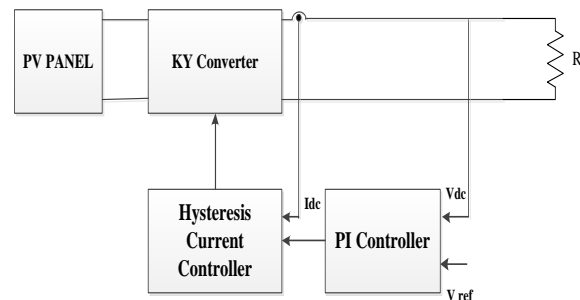 PV PANEL
KY Converter
R
Hysteresis
Current
Controller
Idc
PI Controller
Vdc
V ref